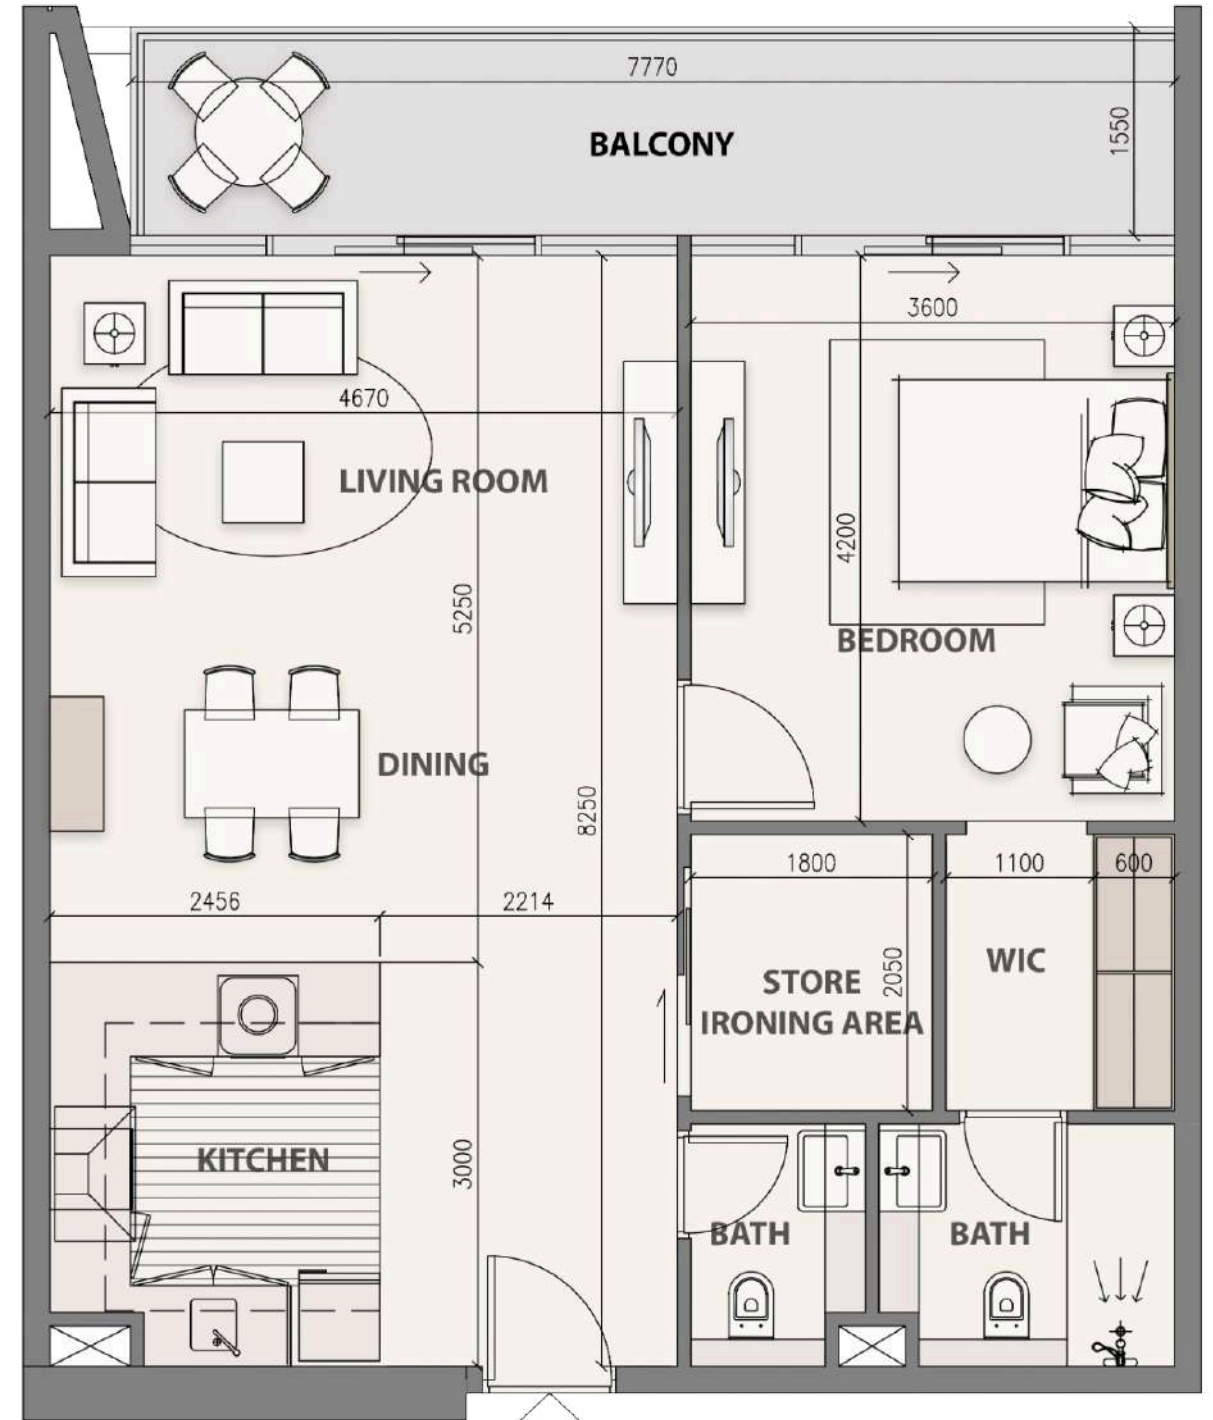 7770
1550
BALCONY
3600
4670
LIVING ROOM
4200
5250
BEDROOM
DINING
8250
1800
1100
600
2456
2214
2050
WIC
STORE
IRONING AREA
KITCHEN
3000
BATH
BATH